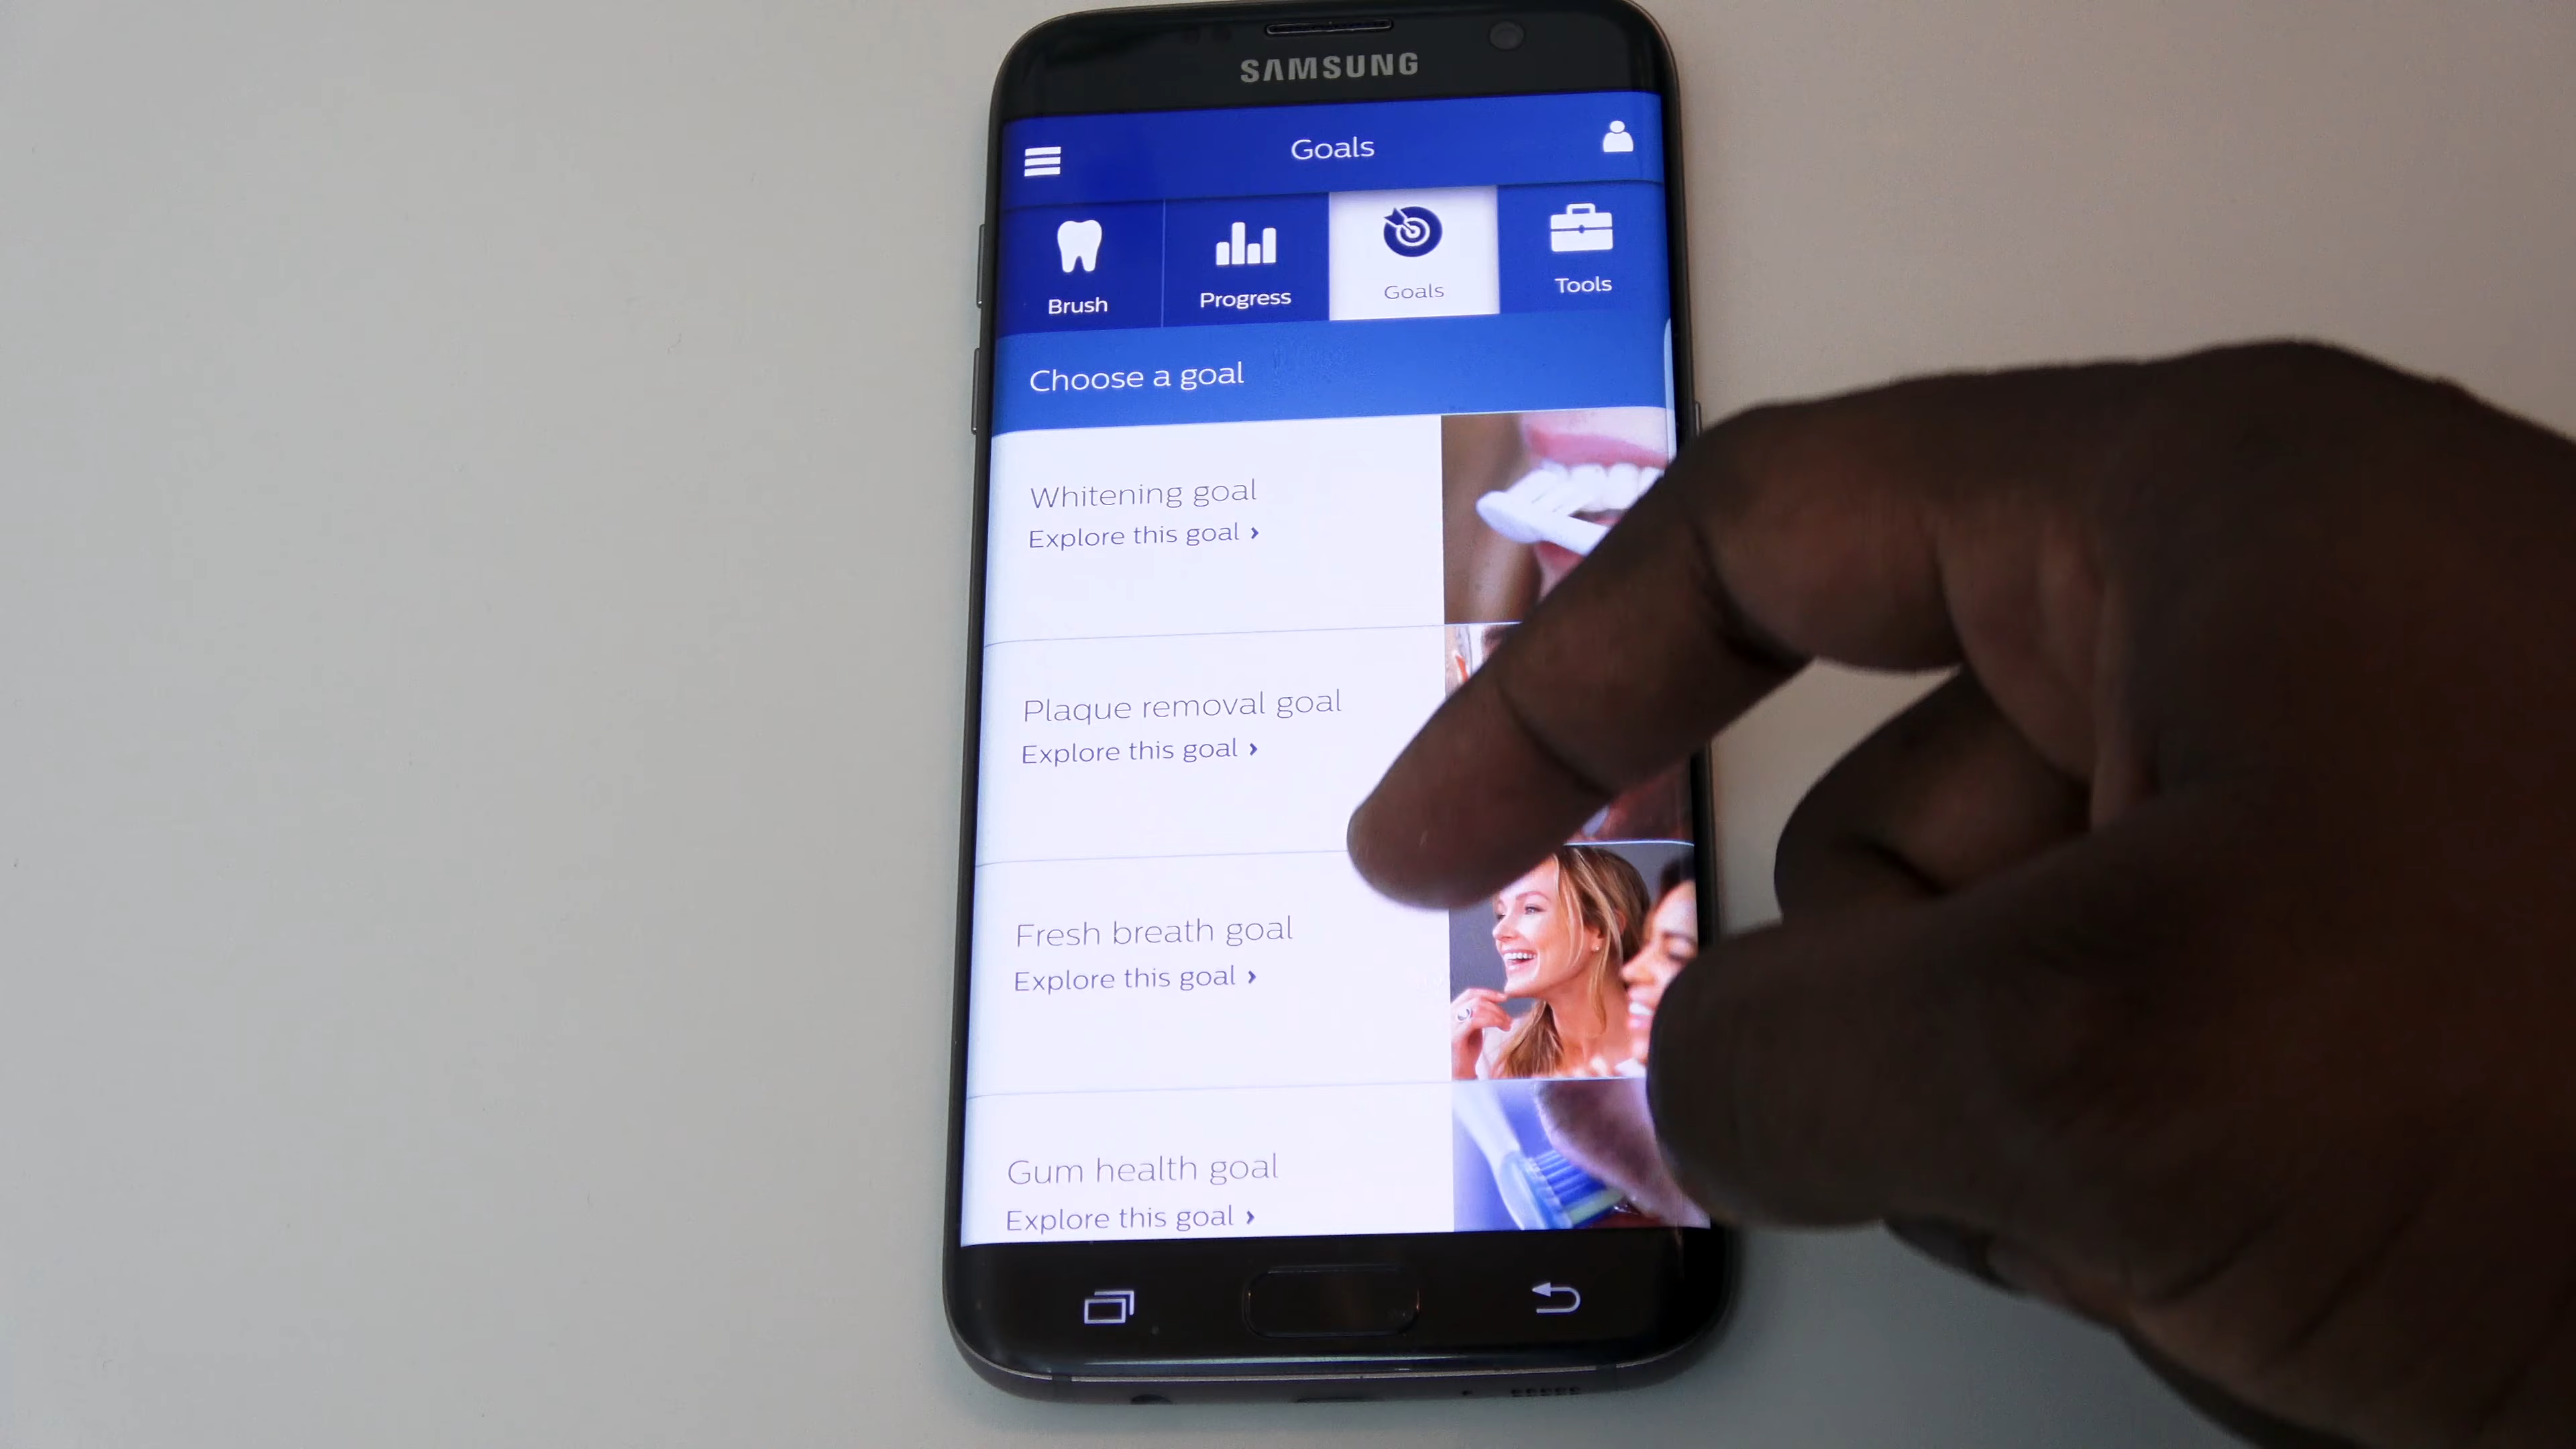 SAMSUNG
Goals
Brush
Progress
Goals
Tools
Choose a goal
Whitening goal
Explore this goal ›
Plaque removal goal
Explore this goal ›
Fresh breath goal
Explore this goal ›
Gum health goal
Explore this goal ›